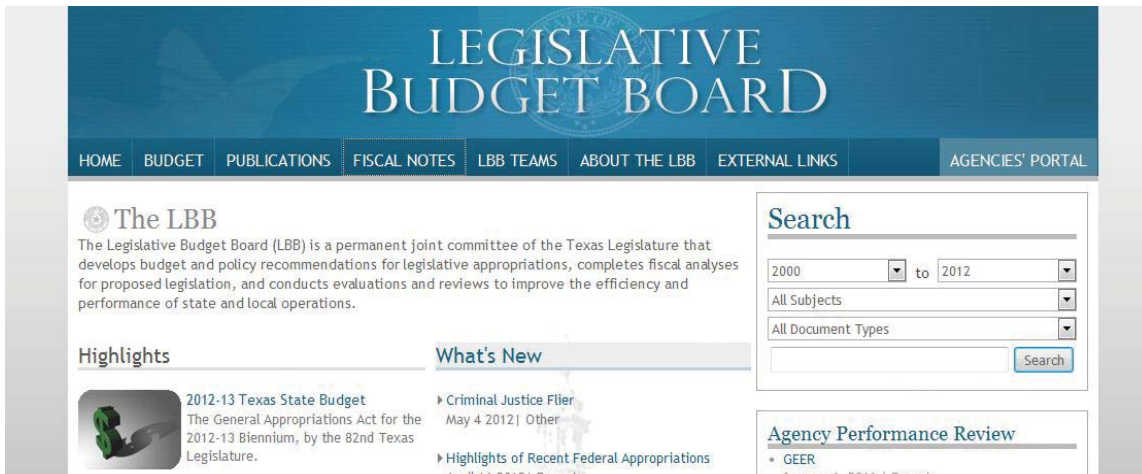 LEGISLATIVE
BUDGET BOARD
HOME BUDGET PUBLICATIONS FISCAL NOTES LBB TEAMS ABOUT THE LBB EXTERNAL LINKS AGENCIES' PORTAL
The LBB
The Legislative Budget Board (LBB) is a permanent joint committee of the Texas Legislature that
develops budget and policy recommendations for legislative appropriations, completes fiscal analyses
for proposed legislation, and conducts evaluations and reviews to improve the efficiency and
performance of state and local operations.
Highlights
2012-13 Texas State Budget
The General Appropriations Act for the
2012-13 Biennium, by the 82nd Texas
Legislature.
What's New
Criminal Justice Flier
May 4 2012| Other
Highlights of Recent Federal Appropriations
Search
2000 to 2012
All Subjects
All Document Types
Search
Agency Performance Review
GEER